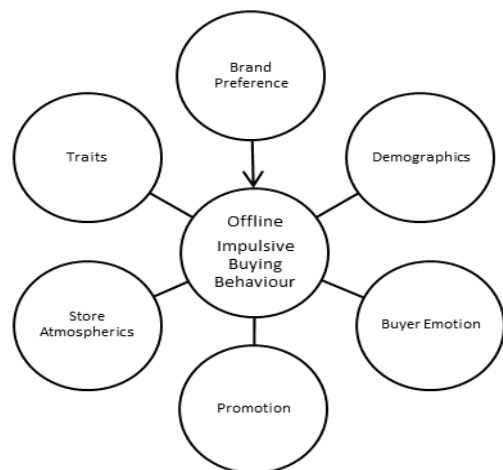 Brand
Preference
Traits
Demographics
Offline
Impulsive
Buying
Behaviour
Store
Atmospherics
Buyer Emotion
Promotion